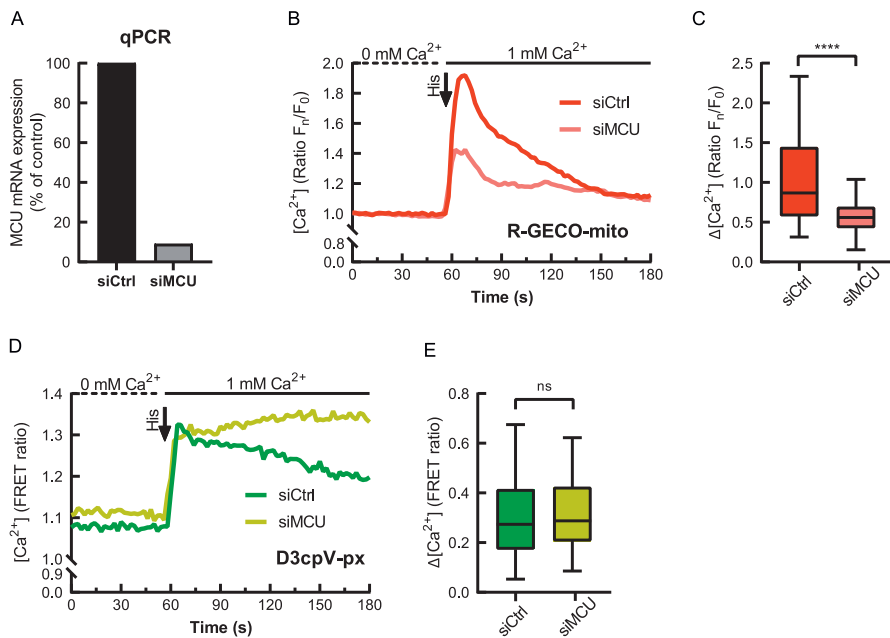 A
qPCR
MCU mRNA expression
(% of control)
100
80
60
40
20
0
siCtrl
siMCU
B
0 mM Ca²⁺
1 mM Ca²⁺
His
[Ca²⁺] (Ratio Fn/F0)
2.0
1.8
1.6
1.4
1.2
1.0
0.8
0.0
siCtrl
siMCU
R-GECO-mito
0 30 60 90 120 150 180
Time (s)
C
****
Δ[Ca²⁺] (Ratio Fn/F0)
2.5
2.0
1.5
1.0
0.5
0.0
siCtrl
siMCU
D
0 mM Ca²⁺
1 mM Ca²⁺
His
[Ca²⁺] (FRET ratio)
1.4
1.3
1.2
1.1
1.0
0.9
0.0
siCtrl
siMCU
D3cpV-px
0 30 60 90 120 150 180
Time (s)
E
ns
Δ[Ca²⁺] (FRET ratio)
0.8
0.6
0.4
0.2
0.0
siCtrl
siMCU